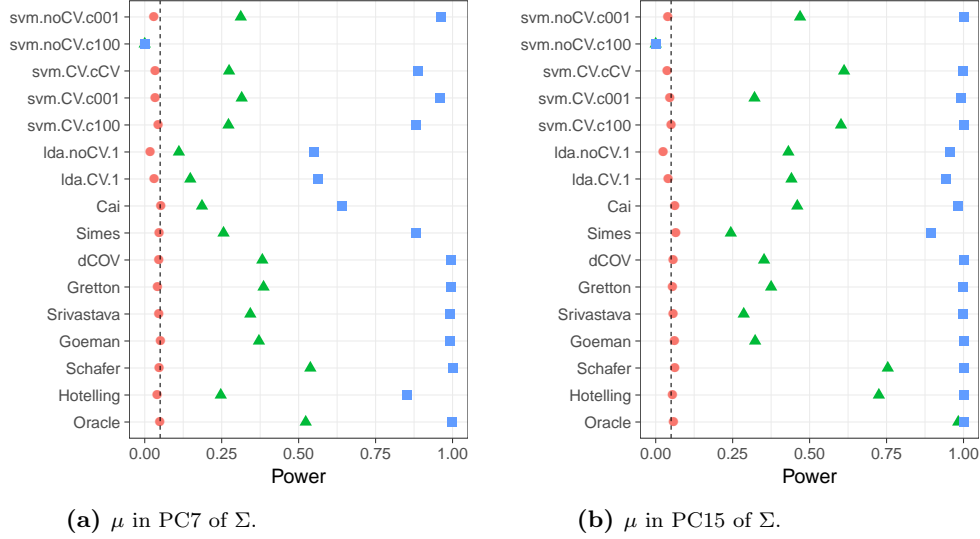 svm.noCV.c001
svm.noCV.c100
svm.CV.cCV
svm.CV.c001
svm.CV.c100
lda.noCV.1
lda.CV.1
Cai
Simes
dCOV
Gretton
Srivastava
Goeman
Schafer
Hotelling
Oracle
0.00 0.25 0.50 0.75 1.00
Power
(a) μ in PC7 of Σ.
svm.noCV.c001
svm.noCV.c100
svm.CV.cCV
svm.CV.c001
svm.CV.c100
lda.noCV.1
lda.CV.1
Cai
Simes
dCOV
Gretton
Srivastava
Goeman
Schafer
Hotelling
Oracle
0.00 0.25 0.50 0.75 1.00
Power
(b) μ in PC15 of Σ.